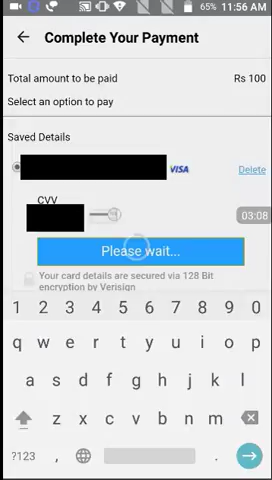 65% 11:56 AM
Complete Your Payment
Total amount to be paid Rs 100
Select an option to pay
Saved Details
VISA Delete
CVV
03:08
Please wait...
Your card details are secured via 128 Bit
encryption by Verisign
1 2 3 4 5 6 7 8 9 0
q w e r t y u i o p
a s d f g h j k l
z x c v b n m
?123 , .